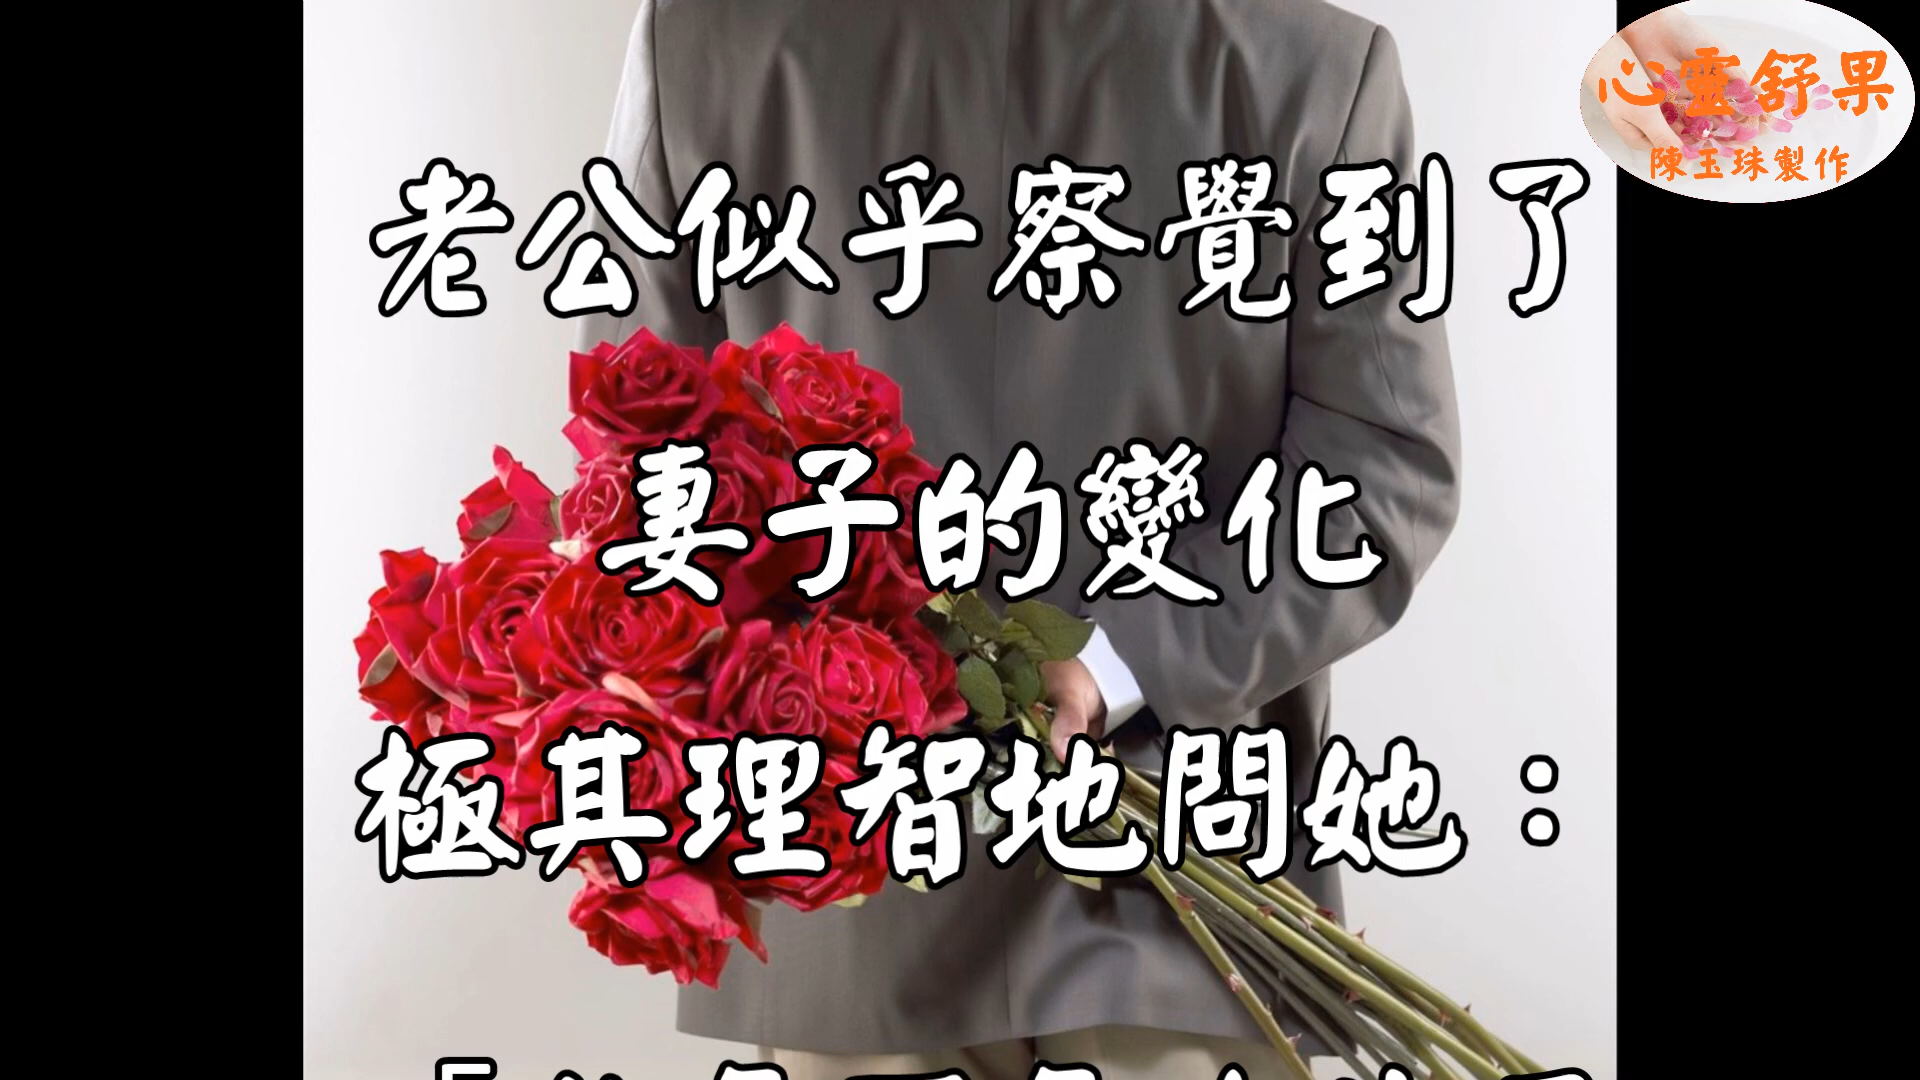 心靈舒果
陳玉珠製作
老公似乎察覺到了
妻子的變化
極其理智地問她：